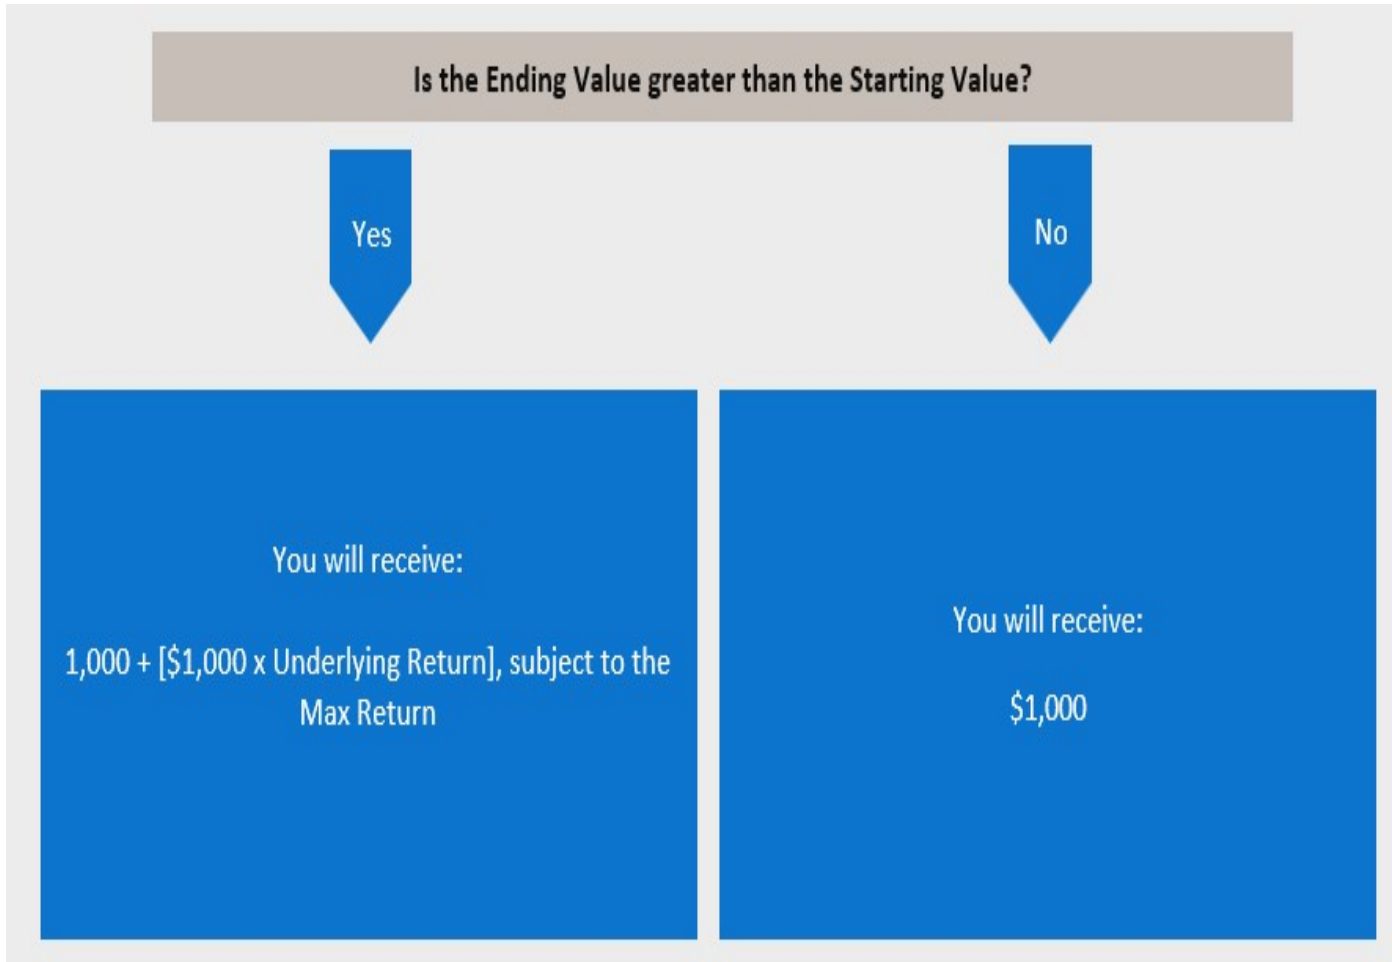 Is the Ending Value greater than the Starting Value?
Yes
No
You will receive:
1,000 + [$1,000 x Underlying Return], subject to the
Max Return
You will receive:
$1,000